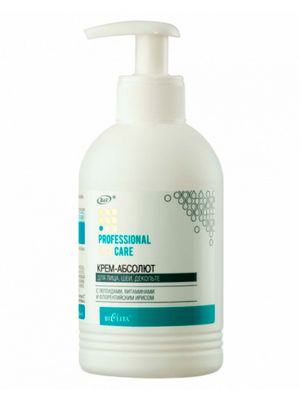 PROFESSIONAL
CARE
КРЕМ-АБСОЛЮТ
ДЛЯ ЛИЦА, ШЕИ, ДЕКОЛЬТЕ
С ПЕПТИДАМИ, ВИТАМИНАМИ
И ФЛОРЕНТИЙСКИМ ИРИСОМ
BIELITA